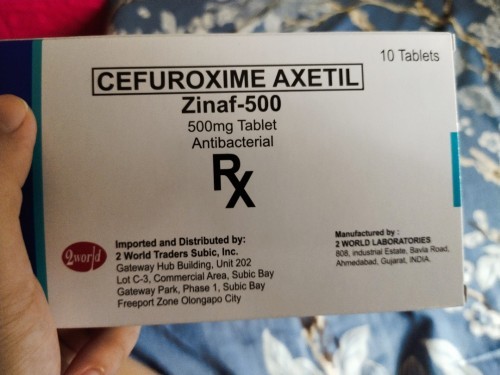 10 Tablets
CEFUROXIME AXETIL
Zinaf-500
500mg Tablet
Antibacterial
Rx
2world
Imported and Distributed by:
2 World Traders Subic, Inc.
Gateway Hub Building, Unit 202
Lot C-3, Commercial Area, Subic Bay
Gateway Park, Phase 1, Subic Bay
Freeport Zone Olongapo City
Manufactured by :
2 WORLD LABORATORIES
808, industrial Estate, Bavla Road,
Ahmedabad, Gujarat, INDIA.